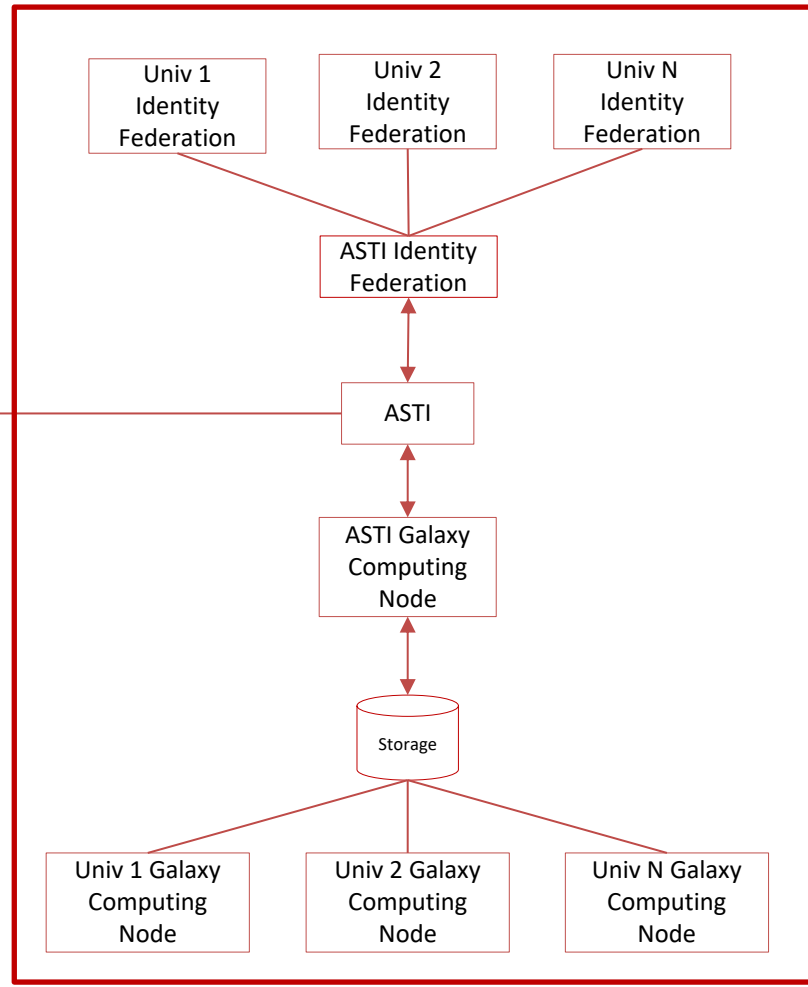 Univ 1
Identity
Federation
Univ 2
Identity
Federation
Univ N
Identity
Federation
ASTI Identity
Federation
ASTI
ASTI Galaxy
Computing
Node
Storage
Univ 1 Galaxy
Computing
Node
Univ 2 Galaxy
Computing
Node
Univ N Galaxy
Computing
Node